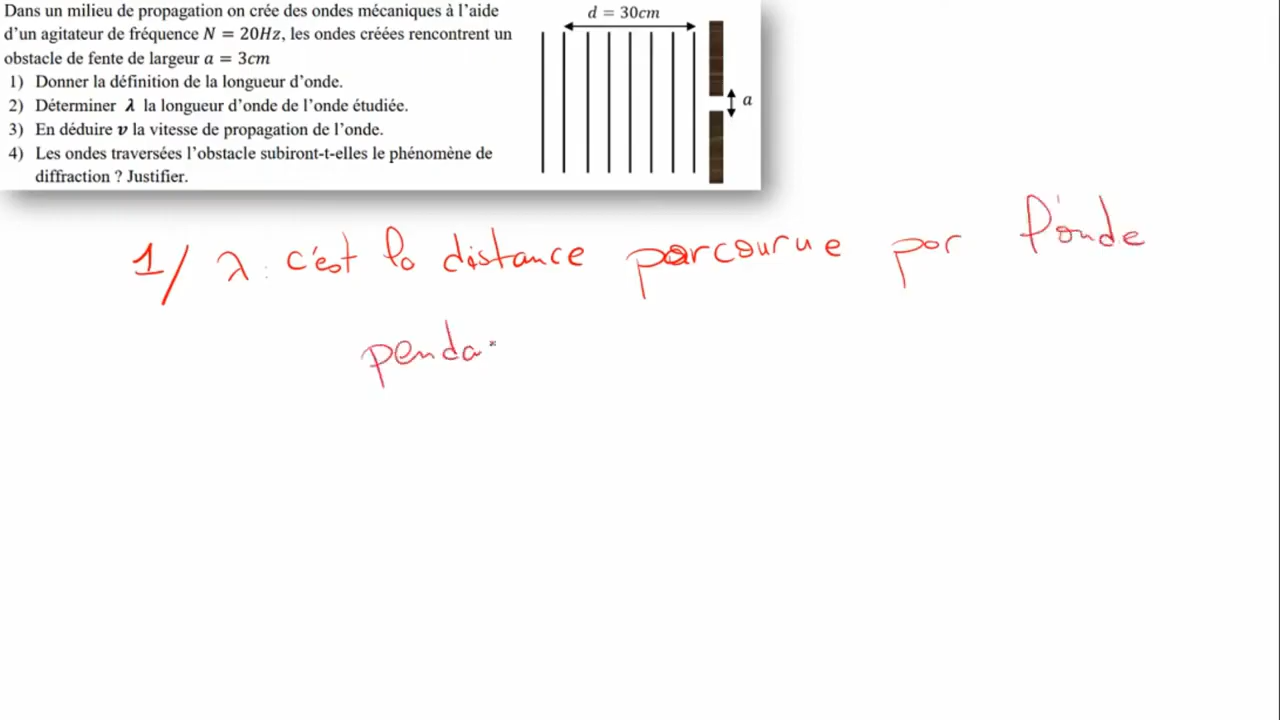 Dans un milieu de propagation on crée des ondes mécaniques à l'aide
d'un agitateur de fréquence N = 20Hz, les ondes créées rencontrent un
obstacle de fente de largeur a = 3cm
1) Donner la définition de la longueur d'onde.
2) Déterminer λ la longueur d'onde de l'onde étudiée.
3) En déduire v la vitesse de propagation de l'onde.
4) Les ondes traversées l'obstacle subiront-t-elles le phénomène de
diffraction ? Justifier.
d = 30cm
a
1/ λ : c'est la distance parcourue par l'onde
penda